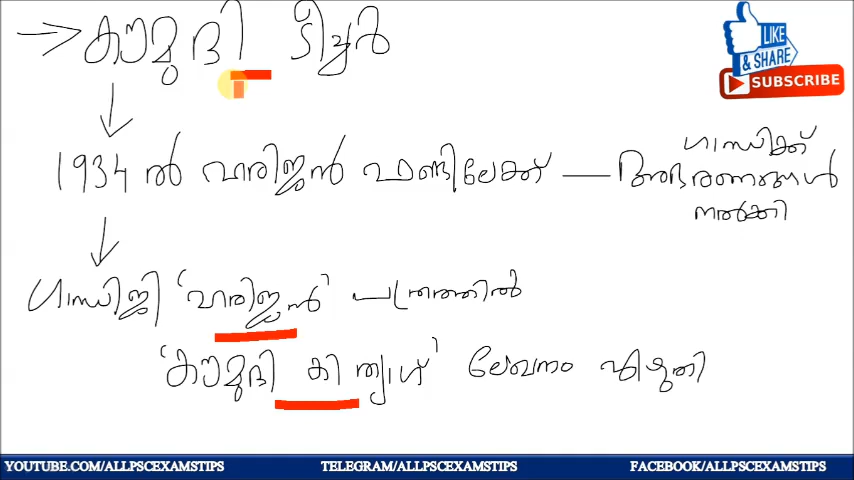 → കൗമുദി ടീച്ചർ
LIKE
& SHARE
SUBSCRIBE
ഗാന്ധിക്ക്
1934 ൽ ഹരിജൻ ഫണ്ടിലേക്ക് — ആഭരണങ്ങൾ
നൽകി
ഗാന്ധിജി 'ഹരിജൻ' പത്രത്തിൽ
'കൗമുദി കി ത്യാഗ്' ലേഖനം എഴുതി
YOUTUBE.COM/ALLPSCEXAMSTIPS TELEGRAM/ALLPSCEXAMSTIPS FACEBOOK/ALLPSCEXAMSTIPS